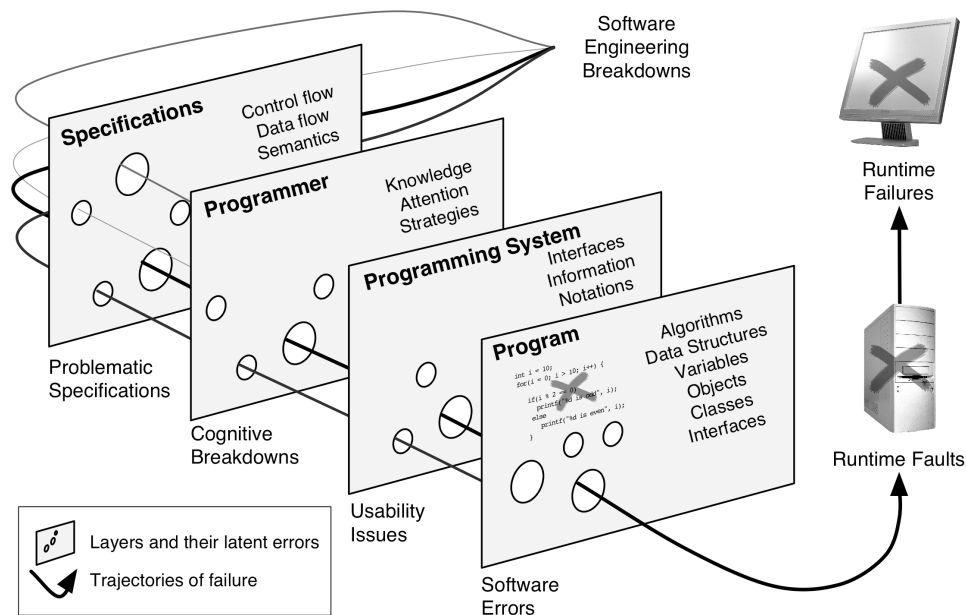 Software
Engineering
Breakdowns
Specifications
Control flow
Data flow
Semantics
Programmer
Knowledge
Attention
Strategies
Programming System
Interfaces
Information
Notations
Program
Algorithms
Data Structures
Variables
Objects
Classes
Interfaces
int i = 10;
for(i = 0; i > 10; i++) {
if(i % 2 == 0)
printf("%d is odd", i);
else
printf("%d is even", i);
}
Problematic
Specifications
Cognitive
Breakdowns
Usability
Issues
Software
Errors
Runtime
Failures
Runtime Faults
Layers and their latent errors
Trajectories of failure